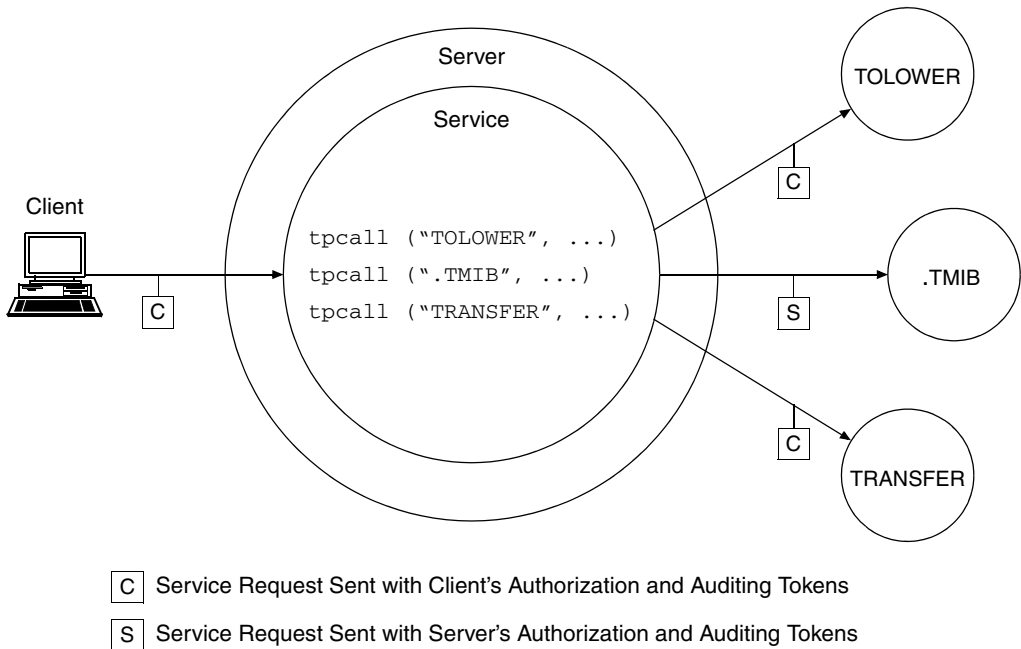 Server
Service
TOLOWER
C
Client
tpcall (“TOLOWER”, ...)
tpcall (“.TMIB”, ...)
tpcall (“TRANSFER”, ...)
C
.TMIB
S
C
TRANSFER
C Service Request Sent with Client’s Authorization and Auditing Tokens
S Service Request Sent with Server’s Authorization and Auditing Tokens